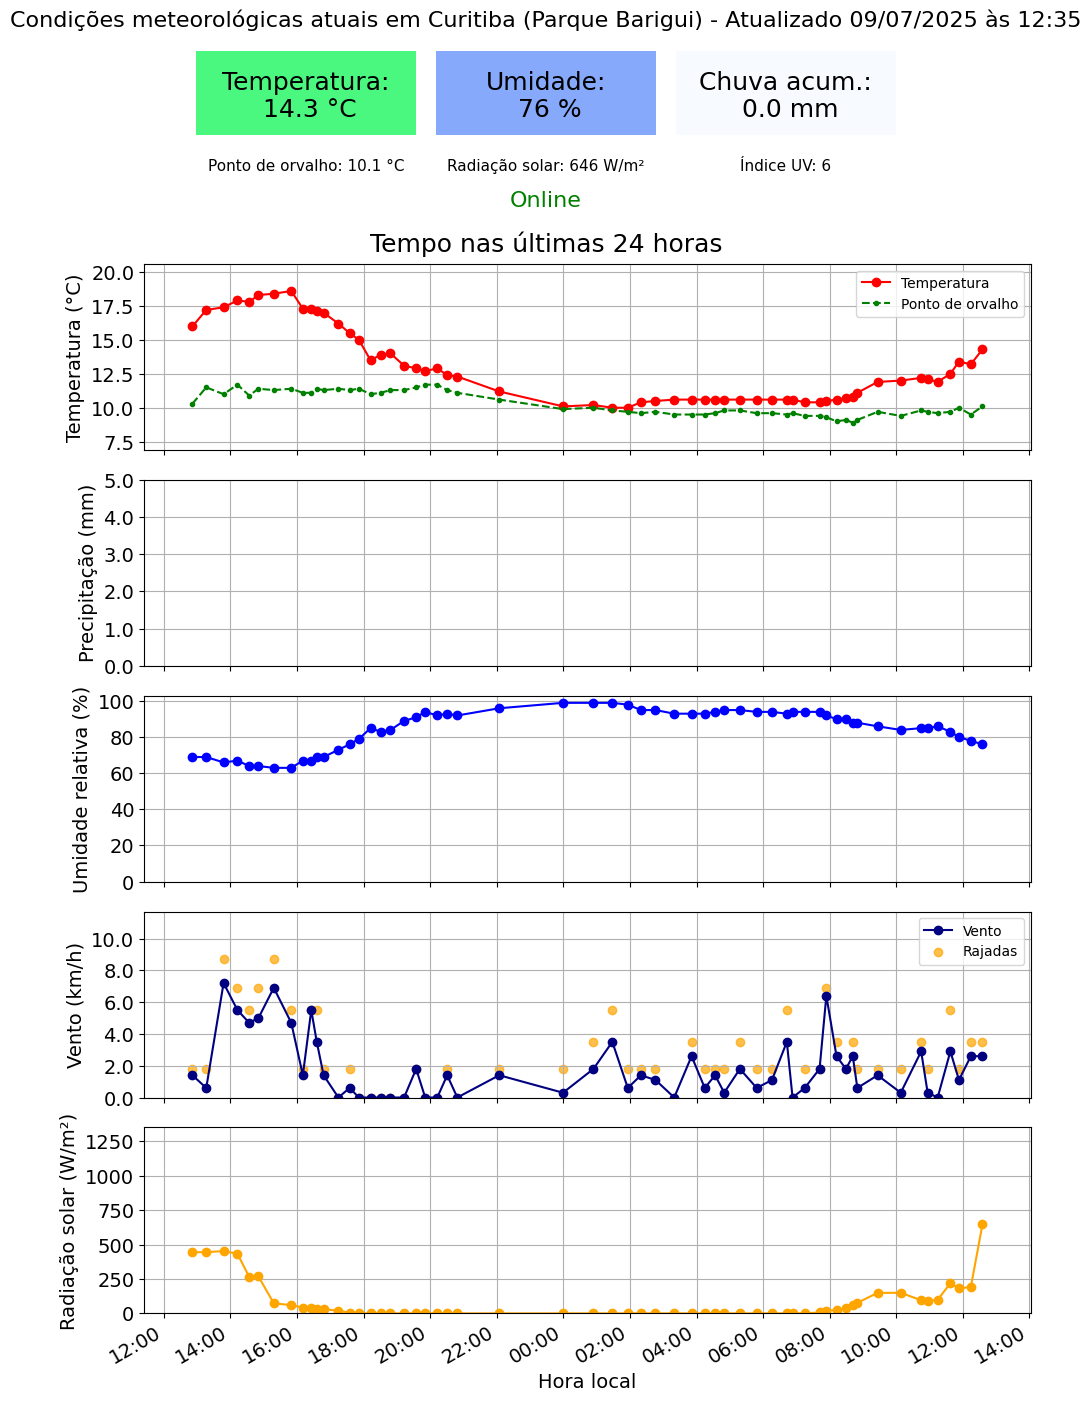 Condições meteorológicas atuais em Curitiba (Parque Barigui) - Atualizado 09/07/2025 às 12:35
Temperatura:
14.3 °C
Umidade:
76 %
Chuva acum.:
0.0 mm
Ponto de orvalho: 10.1 °C
Radiação solar: 646 W/m²
Índice UV: 6
Online
Tempo nas últimas 24 horas
Temperatura (°C)
20.0
17.5
15.0
12.5
10.0
7.5
Temperatura
Ponto de orvalho
Precipitação (mm)
5.0
4.0
3.0
2.0
1.0
0.0
Umidade relativa (%)
100
80
60
40
20
0
Vento (km/h)
10.0
8.0
6.0
4.0
2.0
0.0
Vento
Rajadas
Radiação solar (W/m²)
1250
1000
750
500
250
0
12:00
14:00
16:00
18:00
20:00
22:00
00:00
02:00
04:00
06:00
08:00
10:00
12:00
14:00
Hora local